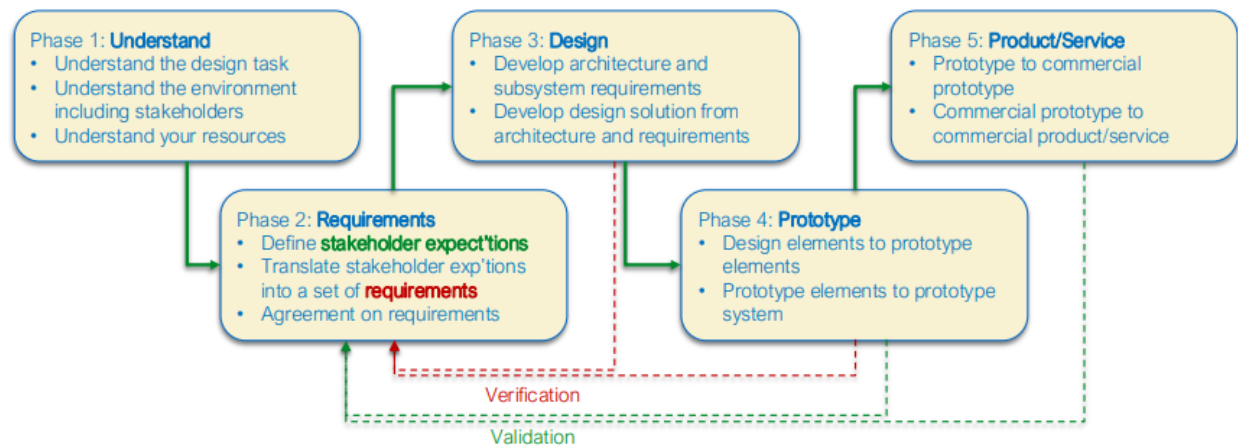 Phase 1: Understand
• Understand the design task
• Understand the environment
including stakeholders
• Understand your resources
Phase 2: Requirements
• Define stakeholder expect'tions
• Translate stakeholder exp'tions
into a set of requirements
• Agreement on requirements
Phase 3: Design
• Develop architecture and
subsystem requirements
• Develop design solution from
architecture and requirements
Phase 4: Prototype
• Design elements to prototype
elements
• Prototype elements to prototype
system
Phase 5: Product/Service
• Prototype to commercial
prototype
• Commercial prototype to
commercial product/service
Verification
Validation